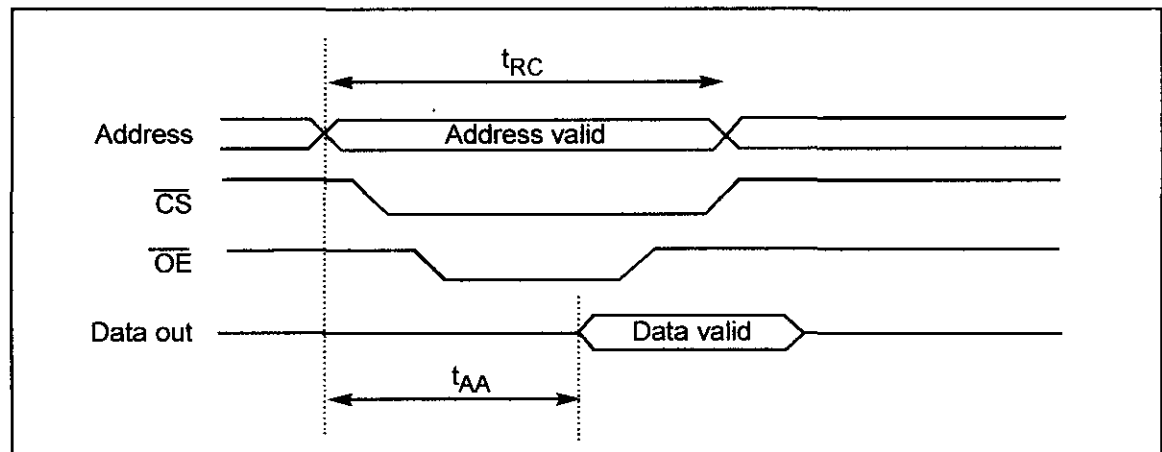 tRC
Address
Address valid
CS
OE
Data out
Data valid
tAA